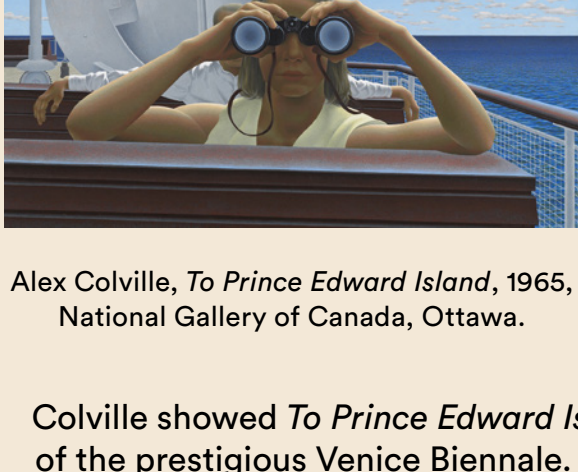 Alex Colville, To Prince Edward Island, 1965,
National Gallery of Canada, Ottawa.
Colville showed To Prince Edward Is
of the prestigious Venice Biennale.